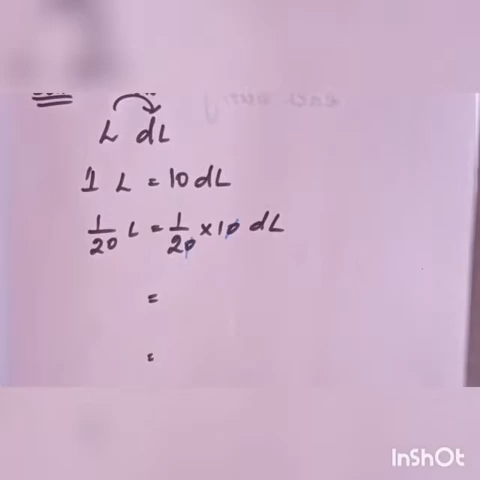 L dL
1 L = 10 dL
1/20 L = 1/20 × 10 dL
=
=
InShOt